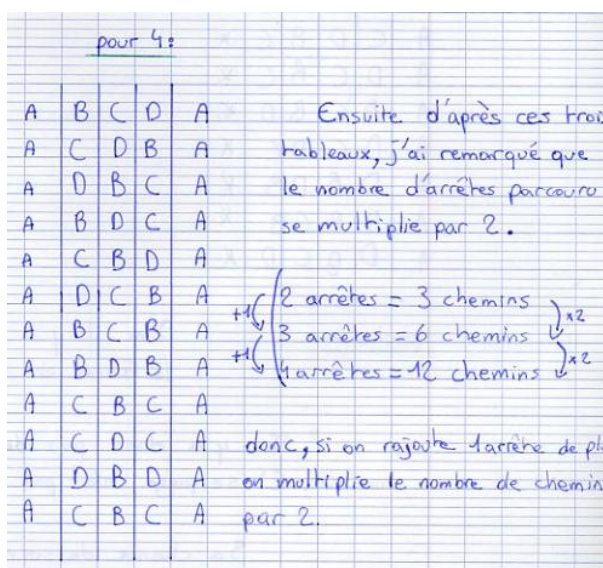 pour 4 :
A B C D A
A C D B A
A D B C A
A B D C A
A C B D A
A D C B A
A B C B A
A B D B A
A C B C A
A C D C A
A D B D A
A C B C A
Ensuite d'après ces trois
tableaux, j'ai remarqué que
le nombre d'arrêtes parcouru
se multiplie par 2.
+1 2 arrêtes = 3 chemins x2
+1 3 arrêtes = 6 chemins x2
4 arrêtes = 12 chemins
donc, si on rajoute 1 arrête de pl
on multiplie le nombre de chemin
par 2.